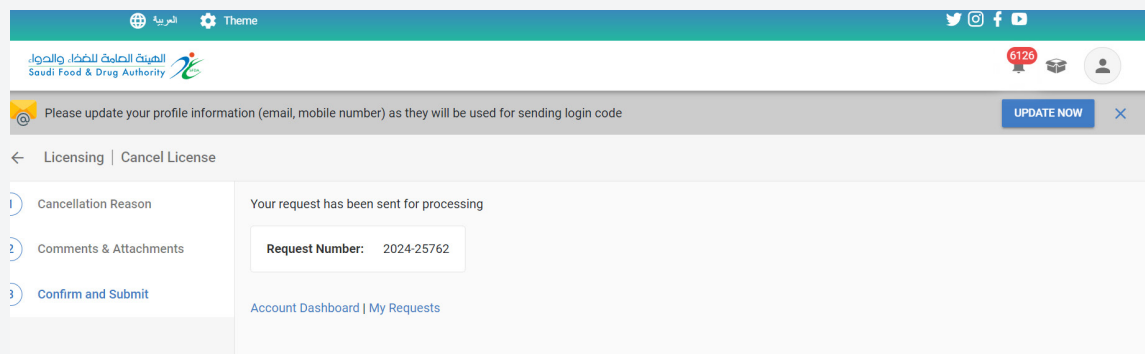 العربية Theme
الهيئة العامة للغذاء والدواء
Saudi Food & Drug Authority
6126
Please update your profile information (email, mobile number) as they will be used for sending login code
UPDATE NOW
Licensing | Cancel License
1 Cancellation Reason
2 Comments & Attachments
3 Confirm and Submit
Your request has been sent for processing
Request Number: 2024-25762
Account Dashboard | My Requests